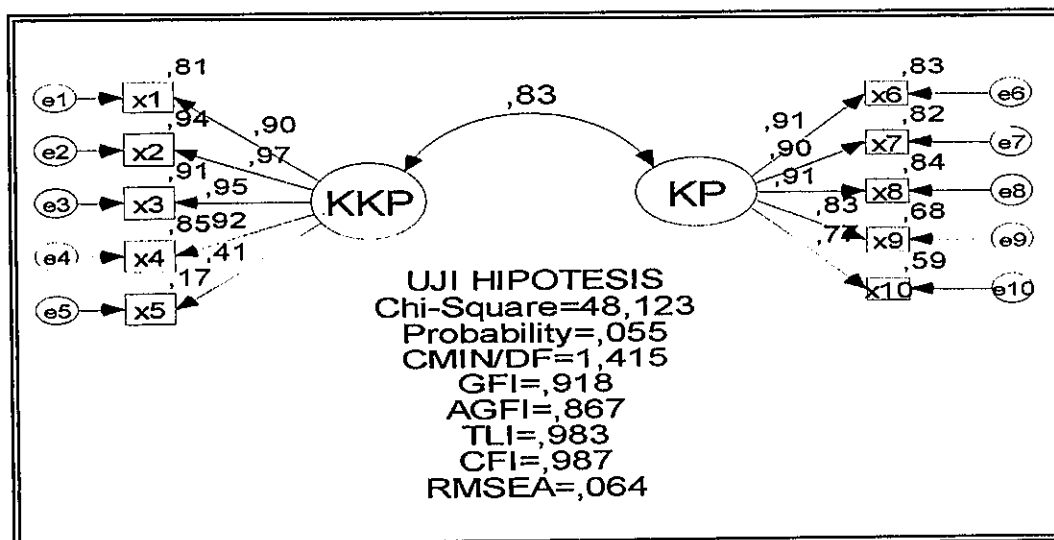 ,81
e1 x1
,94
e2 x2
,91
e3 x3
,85
e4 x4
,17
e5 x5
,90
,97
,95
,92
,41
KKP
,83
KP
,91
,90
,91
,83
,77
,83
x6 e6
,82
x7 e7
,84
x8 e8
,68
x9 e9
,59
x10 e10
UJI HIPOTESIS
Chi-Square=48,123
Probability=,055
CMIN/DF=1,415
GFI=,918
AGFI=,867
TLI=,983
CFI=,987
RMSEA=,064